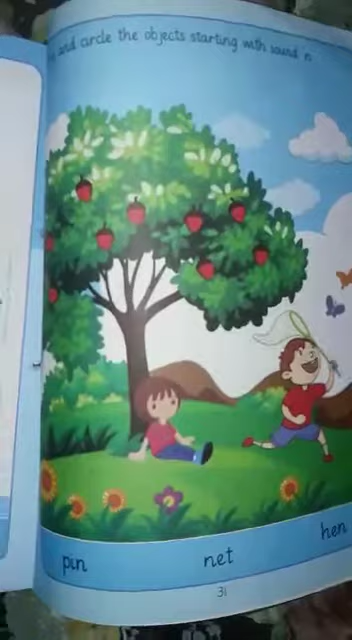 and circle the objects starting with sound n
pin net hen
31